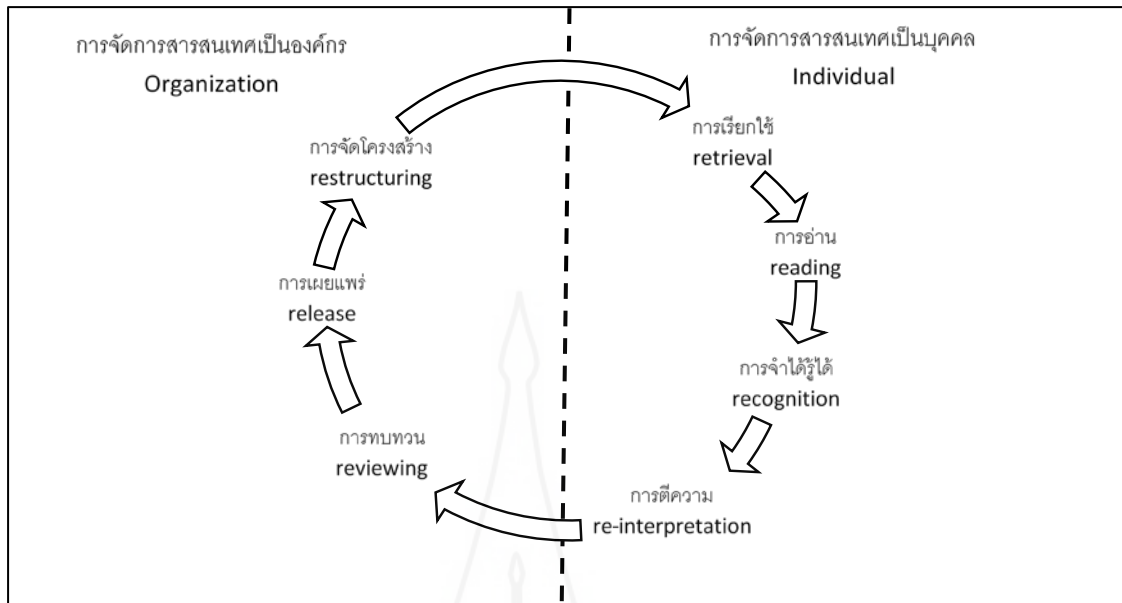 การจัดการสารสนเทศเป็นองค์กร
Organization
การจัดการสารสนเทศเป็นบุคคล
Individual
การเรียกใช้
retrieval
การอ่าน
reading
การจำได้รู้ได้
recognition
การตีความ
re-interpretation
การทบทวน
reviewing
การเผยแพร่
release
การจัดโครงสร้าง
restructuring